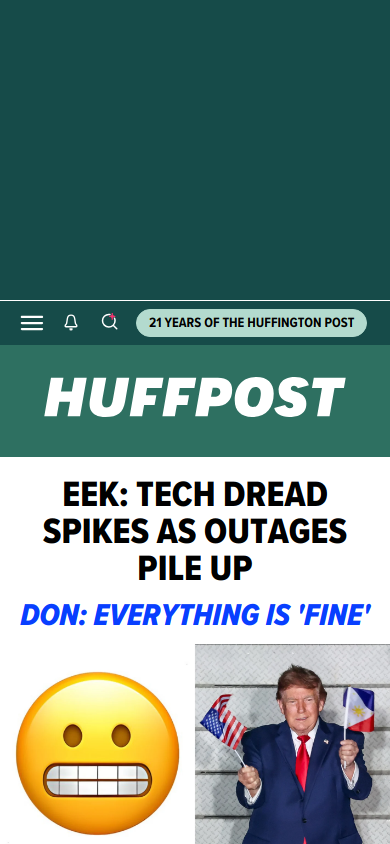 21 YEARS OF THE HUFFINGTON POST
HUFFPOST
EEK: TECH DREAD
SPIKES AS OUTAGES
PILE UP
DON: EVERYTHING IS 'FINE'